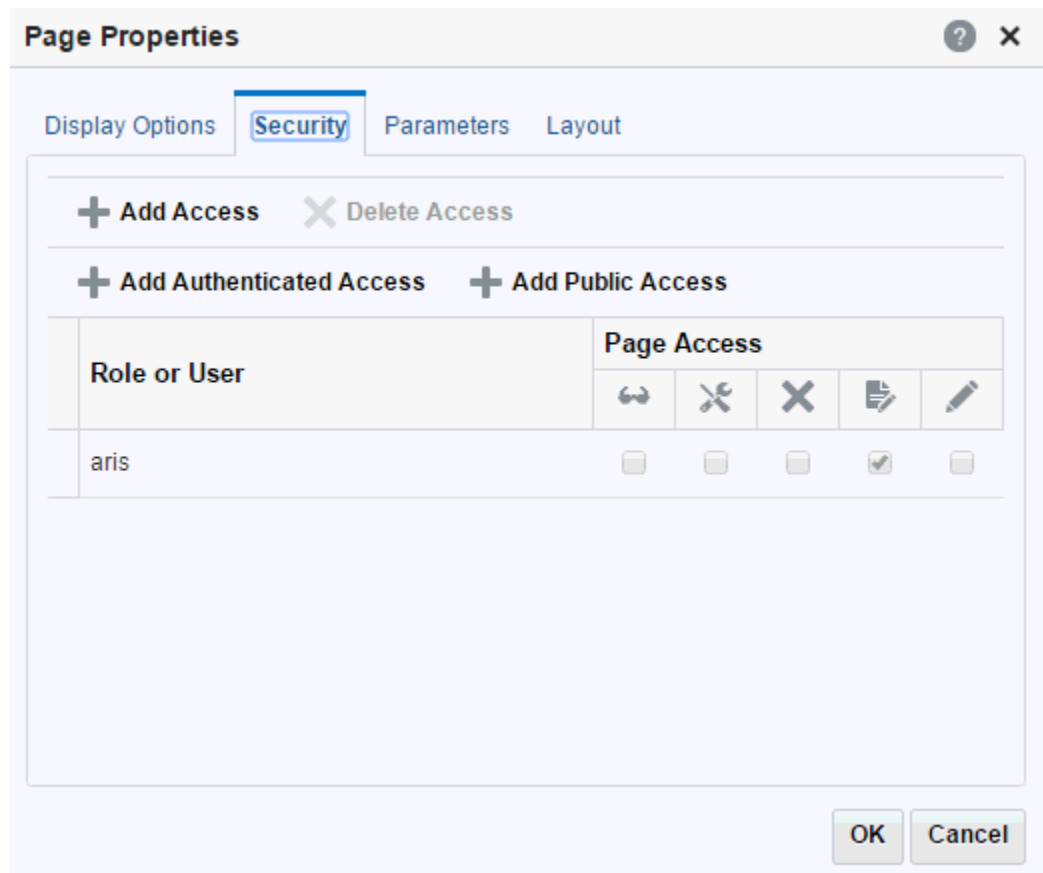 Page Properties ?
Display Options Security Parameters Layout
Add Access Delete Access
Add Authenticated Access Add Public Access
Role or User
Page Access
aris
OK Cancel